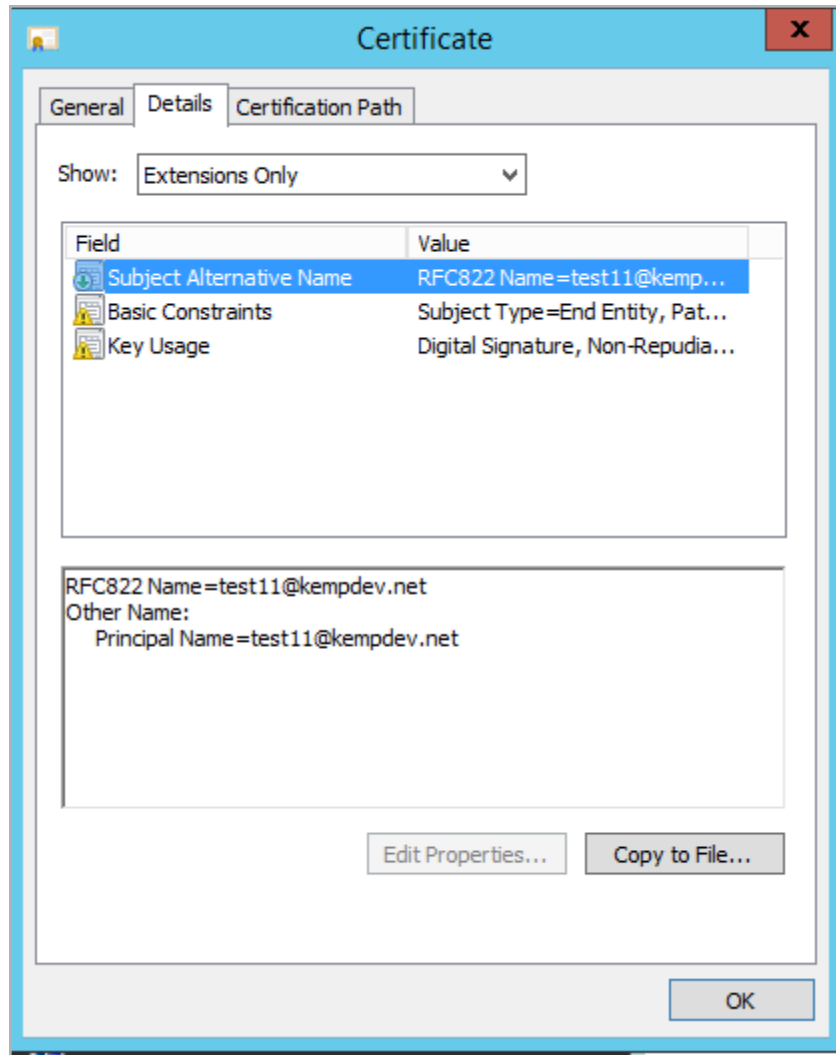 Certificate
x
General Details Certification Path
Show: Extensions Only
Field Value
Subject Alternative Name RFC822 Name=test11@kemp...
Basic Constraints Subject Type=End Entity, Pat...
Key Usage Digital Signature, Non-Repudia...
RFC822 Name=test11@kempdev.net
Other Name:
Principal Name=test11@kempdev.net
Edit Properties... Copy to File...
OK